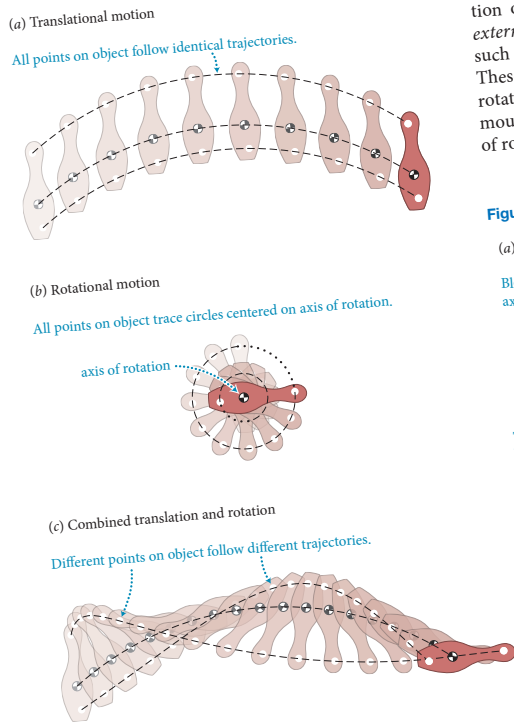 (a) Translational motion
All points on object follow identical trajectories.
(b) Rotational motion
All points on object trace circles centered on axis of rotation.
axis of rotation
(c) Combined translation and rotation
Different points on object follow different trajectories.
tion o
extern
such
These
rotat
mou
of ro
Figu
(a)
Bl
ax